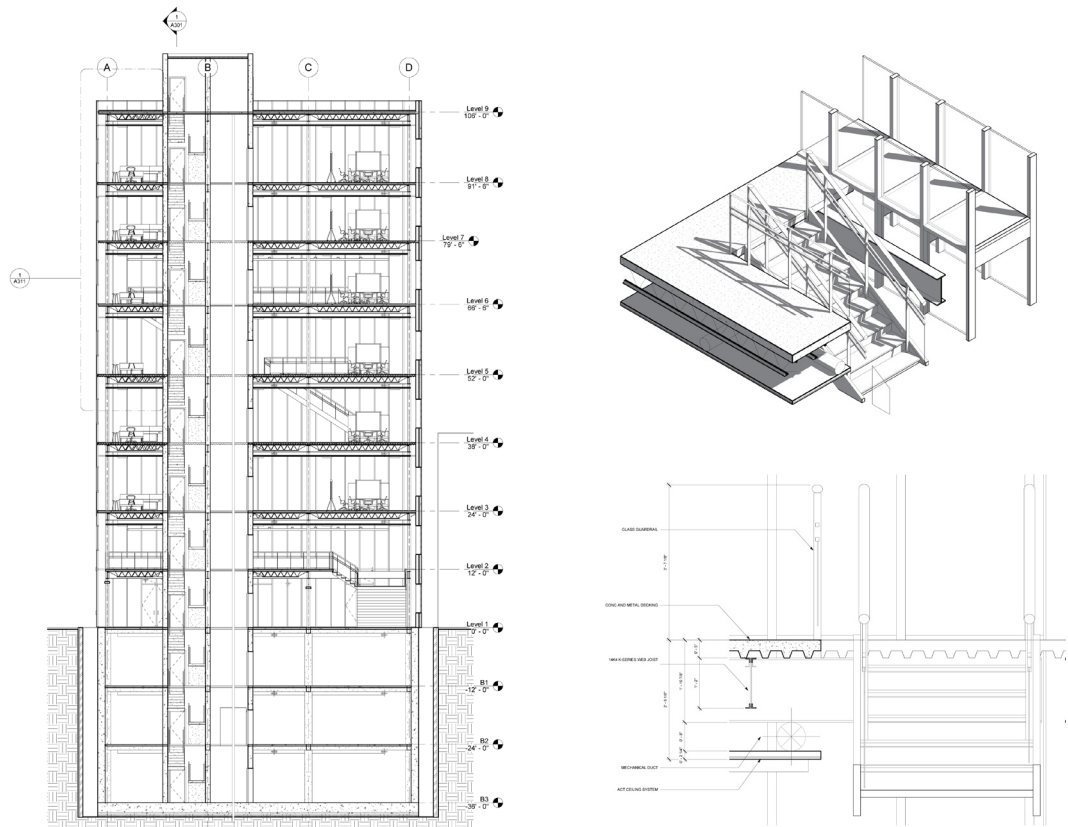 1
A301
A
B
C
D
Level 9
108' - 0"
Level 8
91' - 6"
Level 7
79' - 6"
1
A311
Level 6
66' - 6"
Level 5
52' - 0"
Level 4
38' - 0"
Level 3
24' - 0"
Level 2
12' - 0"
Level 1
0' - 0"
B1
-12' - 0"
B2
-24' - 0"
B3
-36' - 0"
GLASS GUARDRAIL
CONC AND METAL DECKING
MECHANICAL DUCT
ACT CEILING SYSTEM